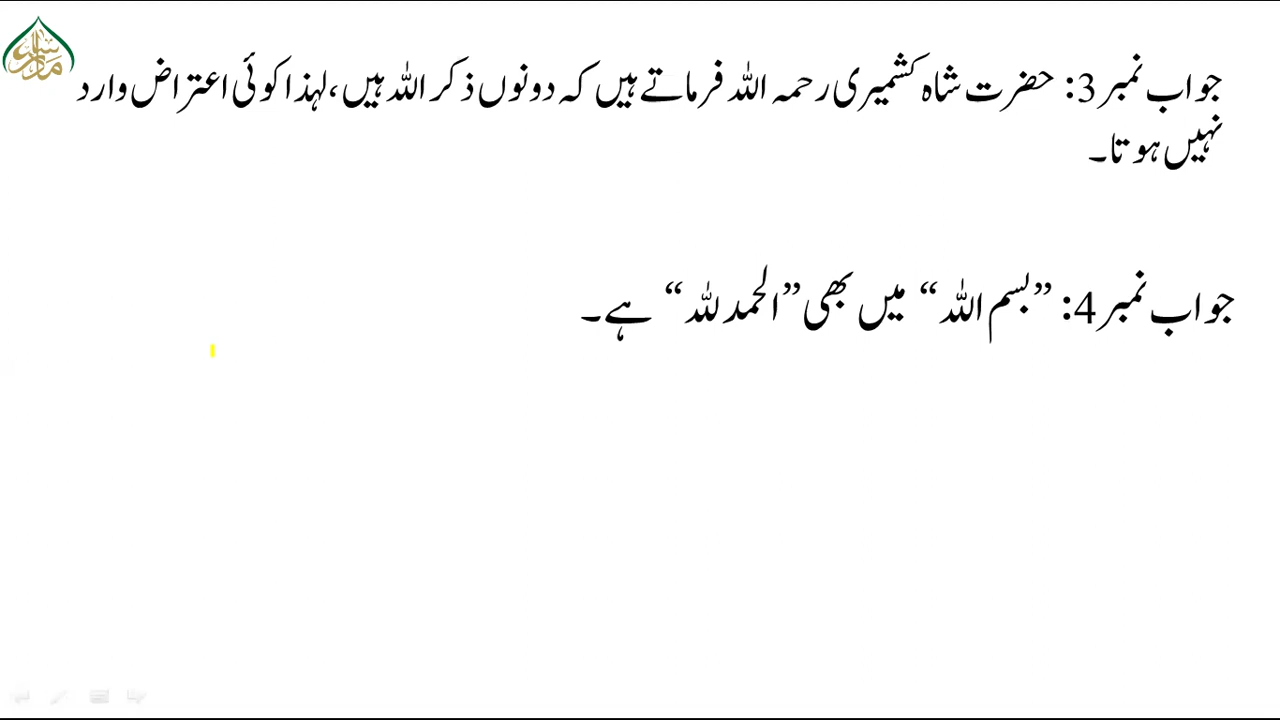 جواب نمبر 3: حضرت شاہ کشمیری رحمہ اللہ فرماتے ہیں کہ دونوں ذکر اللہ ہیں، لہذا کوئی اعتراض وارد
نہیں ہوتا۔
جواب نمبر 4: ”بسم اللہ“ میں بھی ”الحمد للہ“ ہے۔